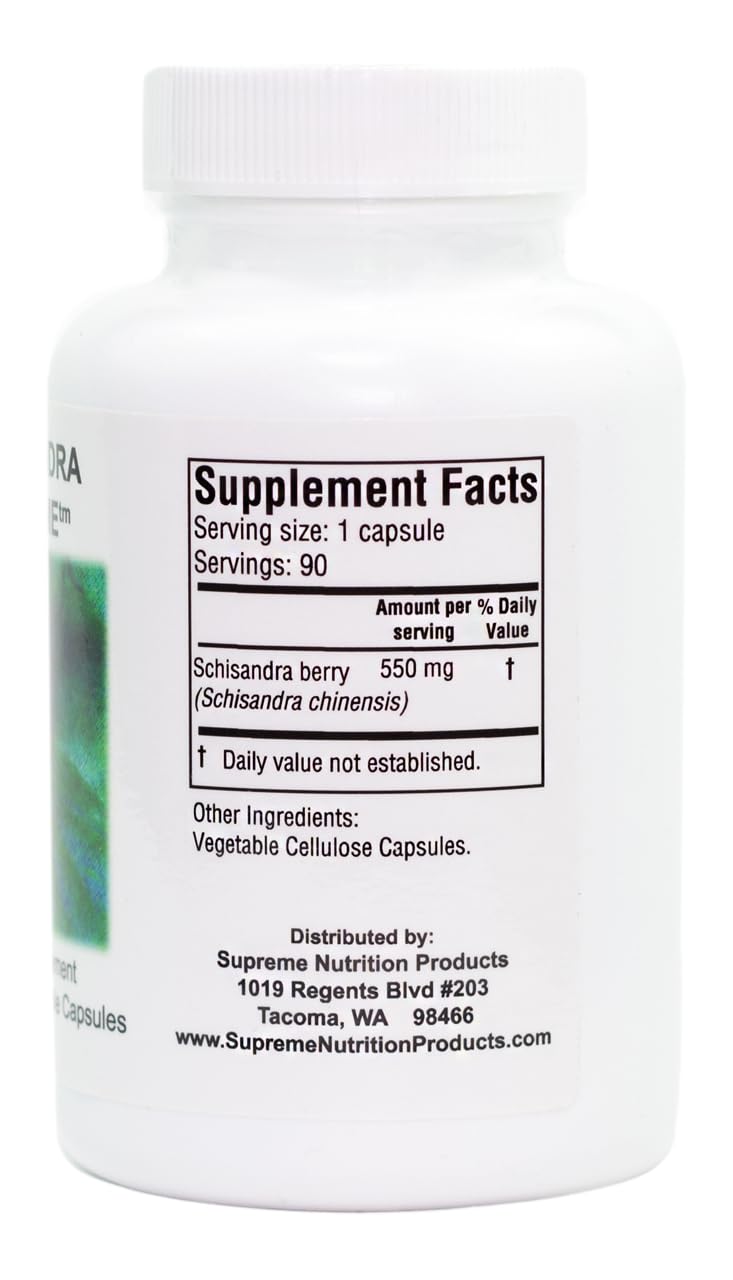 DRA
E™
Supplement Facts
Serving size: 1 capsule
Servings: 90
Amount per % Daily
serving Value
Schisandra berry 550 mg †
(Schisandra chinensis)
† Daily value not established.
Other Ingredients:
Vegetable Cellulose Capsules.
Distributed by:
Supreme Nutrition Products
1019 Regents Blvd #203
Tacoma, WA 98466
www.SupremeNutritionProducts.com
ment
e Capsules